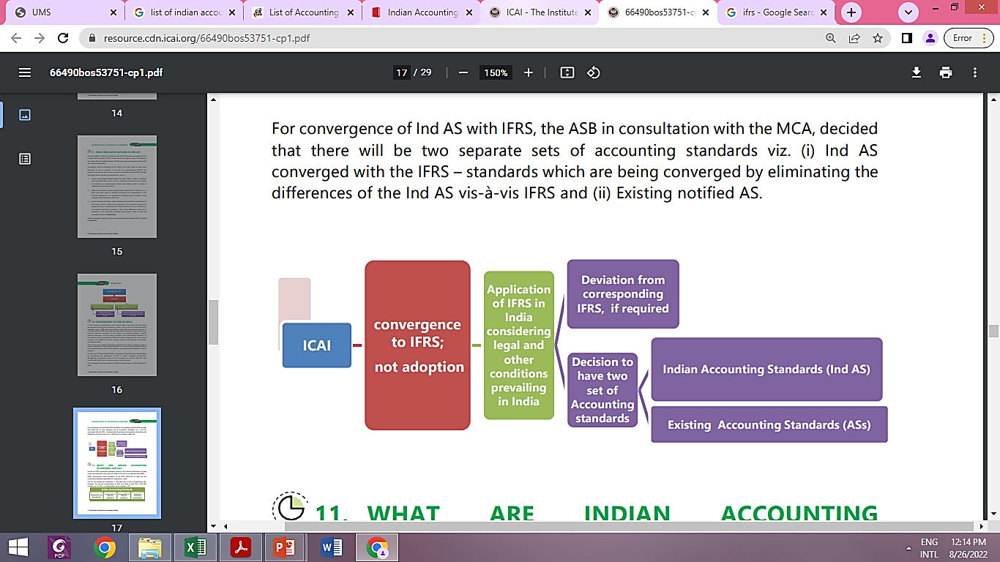 UMS
list of indian accou
List of Accounting
Indian Accounting
ICAI - The Institute
66490bos53751-c
ifrs - Google Searc
resource.cdn.icai.org/66490bos53751-cp1.pdf
Error
66490bos53751-cp1.pdf
17 / 29
150%
14
15
16
17
For convergence of Ind AS with IFRS, the ASB in consultation with the MCA, decided
that there will be two separate sets of accounting standards viz. (i) Ind AS
converged with the IFRS – standards which are being converged by eliminating the
differences of the Ind AS vis-à-vis IFRS and (ii) Existing notified AS.
ICAI
convergence
to IFRS;
not adoption
Application
of IFRS in
India
considering
legal and
other
conditions
prevailing
in India
Deviation from
corresponding
IFRS, if required
Decision to
have two
set of
Accounting
standards
Indian Accounting Standards (Ind AS)
Existing Accounting Standards (ASs)
11. WHAT ARE INDIAN ACCOUNTING
PDF
ENG
INTL
12:14 PM
8/26/2022